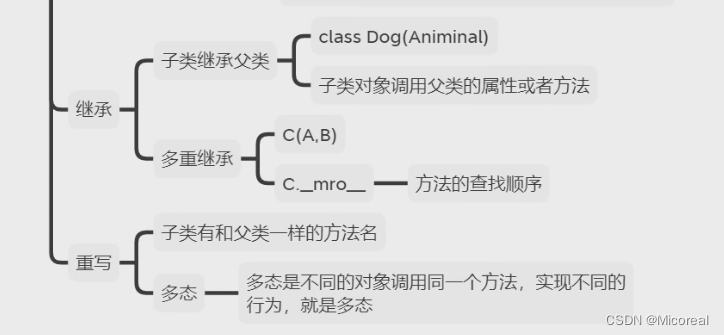 继承
子类继承父类
class Dog(Animinal)
子类对象调用父类的属性或者方法
多重继承
C(A,B)
C.__mro__
方法的查找顺序
重写
子类有和父类一样的方法名
多态
多态是不同的对象调用同一个方法，实现不同的
行为，就是多态
CSDN @Micoreal